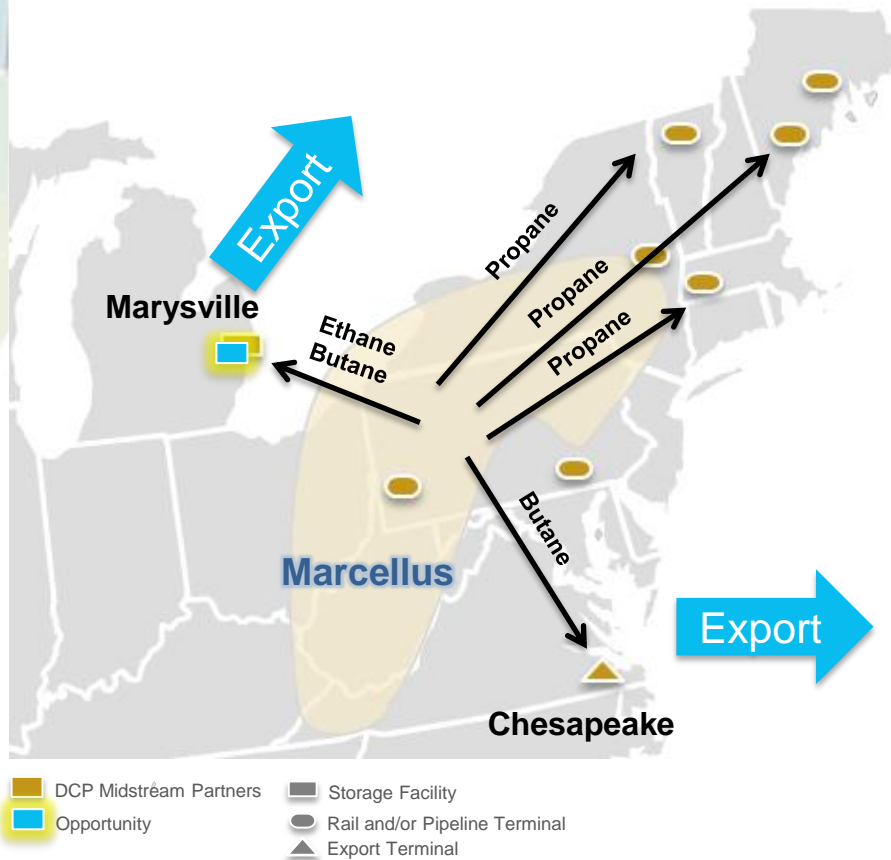 Export
Marysville
Ethane
Butane
Propane
Propane
Propane
Butane
Marcellus
Export
Chesapeake
DCP Midstream Partners
Storage Facility
Opportunity
Rail and/or Pipeline Terminal
Export Terminal